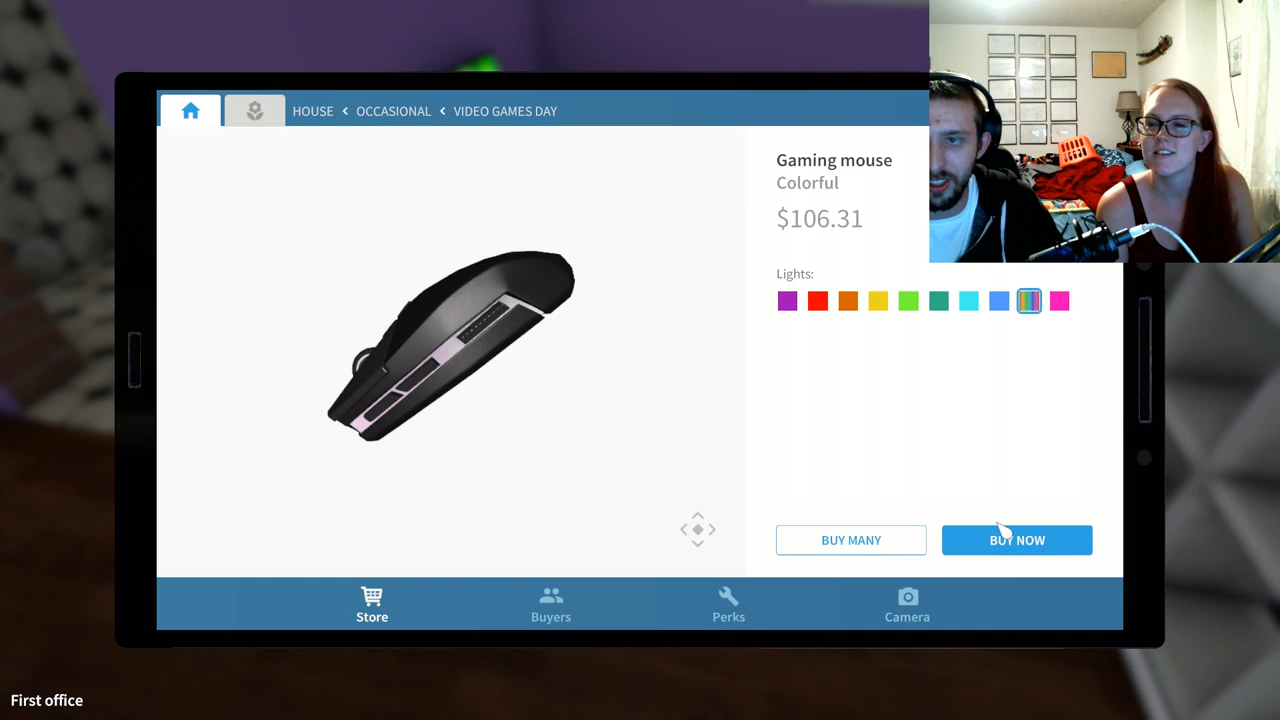 HOUSE < OCCASIONAL < VIDEO GAMES DAY
Gaming mouse
Colorful
$106.31
Lights:
BUY MANY
BUY NOW
Store
Buyers
Perks
Camera
First office